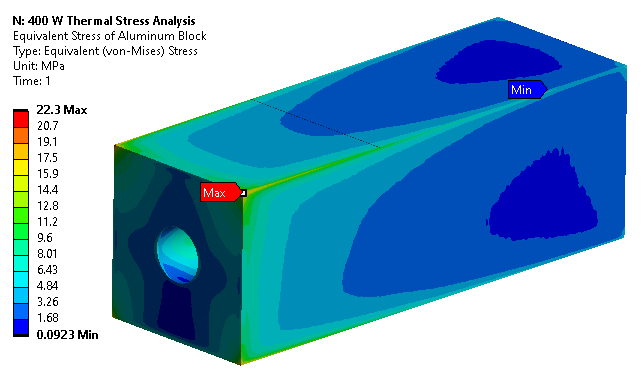 N: 400 W Thermal Stress Analysis
Equivalent Stress of Aluminum Block
Type: Equivalent (von-Mises) Stress
Unit: MPa
Time: 1
22.3 Max
20.7
19.1
17.5
15.9
14.4
12.8
11.2
9.6
8.01
6.43
4.84
3.26
1.68
0.0923 Min
Min
Max